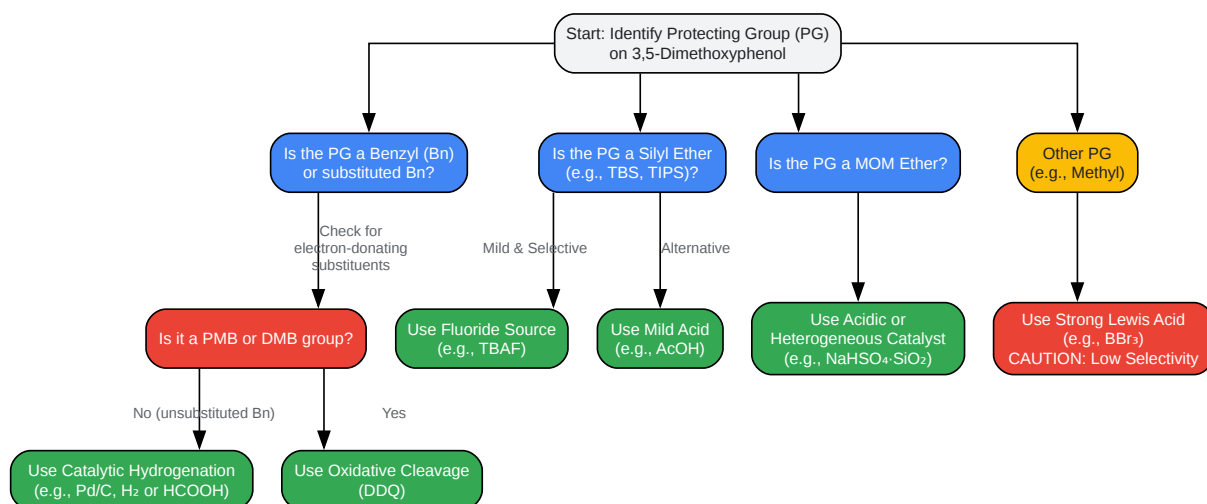 Start: Identify Protecting Group (PG)
on 3,5-Dimethoxyphenol
Is the PG a Benzyl (Bn)
or substituted Bn?
Is the PG a Silyl Ether
(e.g., TBS, TIPS)?
Is the PG a MOM Ether?
Other PG
(e.g., Methyl)
Check for
electron-donating
substituents
Mild & Selective
Alternative
Is it a PMB or DMB group?
Use Fluoride Source
(e.g., TBAF)
Use Mild Acid
(e.g., AcOH)
Use Acidic or
Heterogeneous Catalyst
(e.g., NaHSO₄·SiO₂)
Use Strong Lewis Acid
(e.g., BBr₃)
CAUTION: Low Selectivity
No (unsubstituted Bn)
Yes
Use Catalytic Hydrogenation
(e.g., Pd/C, H₂ or HCOOH)
Use Oxidative Cleavage
(DDQ)